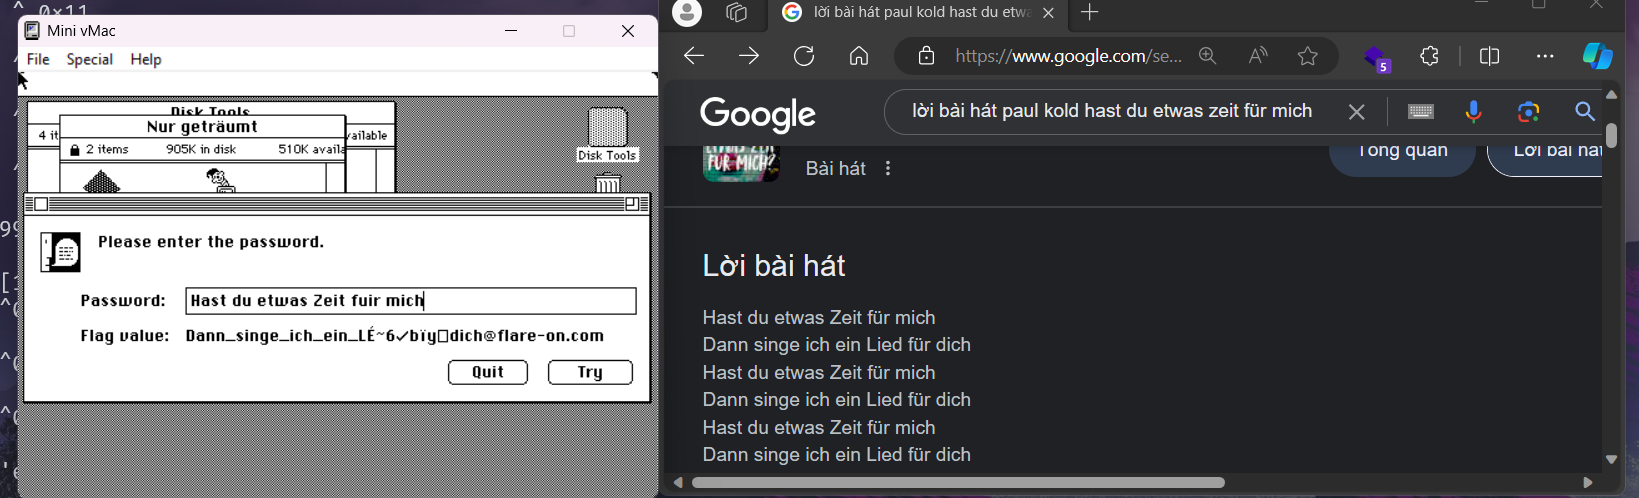 ^ 0x11
Mini vMac
File Special Help
Disk Tools
4 it
Nur geträumt
vailable
2 items 905K in disk 510K availa
Disk Tools
Please enter the password.
Password: Hast du etwas Zeit fuir mich
Flag value: Dann_singe_ich_ein_LÉ~6✓bïy□dich@flare-on.com
Quit Try
lời bài hát paul kold hast du etwa
https://www.google.com/se...
5
Google
lời bài hát paul kold hast du etwas zeit für mich
ETWAS ZEIT
FÜR MICH?
Bài hát
Tổng quan
Lời bài hát
Lời bài hát
Hast du etwas Zeit für mich
Dann singe ich ein Lied für dich
Hast du etwas Zeit für mich
Dann singe ich ein Lied für dich
Hast du etwas Zeit für mich
Dann singe ich ein Lied für dich